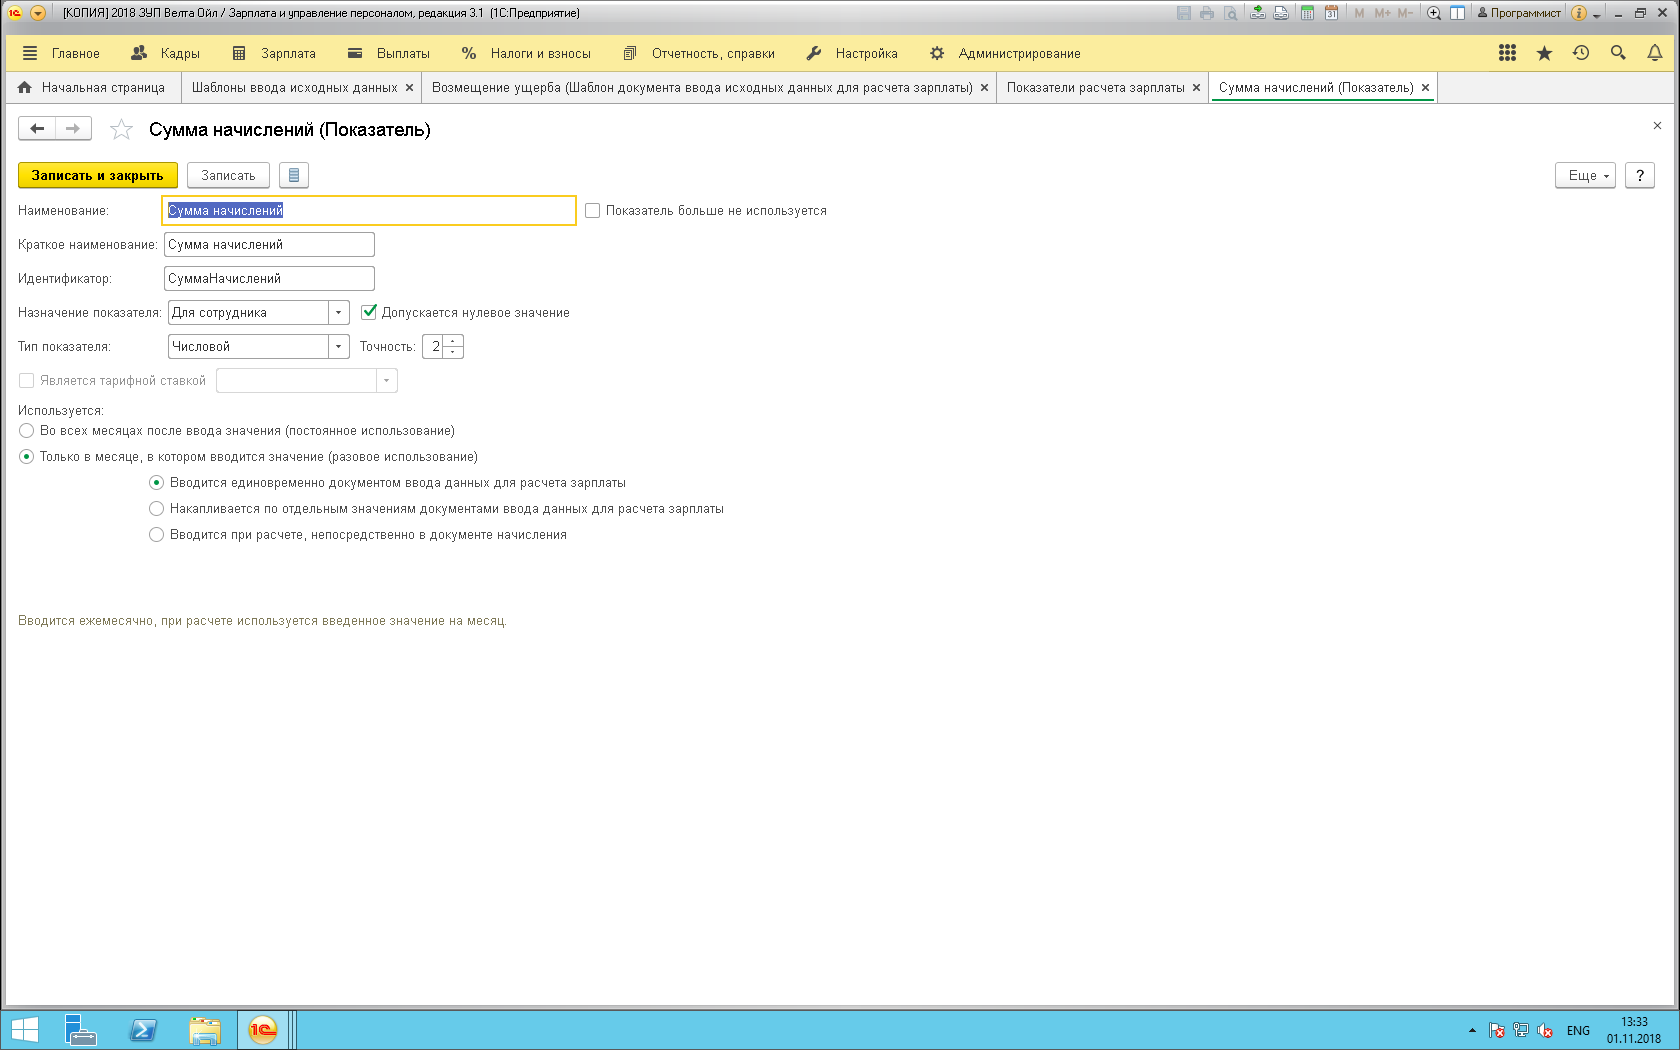 [КОПИЯ] 2018 ЗУП Велта Ойл / Зарплата и управление персоналом, редакция 3.1 (1С:Предприятие)
31 M M+ M- Программист
Главное Кадры Зарплата Выплаты % Налоги и взносы Отчетность, справки Настройка Администрирование
Начальная страница Шаблоны ввода исходных данных × Возмещение ущерба (Шаблон документа ввода исходных данных для расчета зарплаты) × Показатели расчета зарплаты × Сумма начислений (Показатель) ×
Сумма начислений (Показатель) ×
Записать и закрыть Записать Еще ?
Наименование: Сумма начислений Показатель больше не используется
Краткое наименование: Сумма начислений
Идентификатор: СуммаНачислений
Назначение показателя: Для сотрудника Допускается нулевое значение
Тип показателя: Числовой Точность: 2
Является тарифной ставкой
Используется:
Во всех месяцах после ввода значения (постоянное использование)
Только в месяце, в котором вводится значение (разовое использование)
Вводится единовременно документом ввода данных для расчета зарплаты
Накапливается по отдельным значениям документами ввода данных для расчета зарплаты
Вводится при расчете, непосредственно в документе начисления
Вводится ежемесячно, при расчете используется введенное значение на месяц.
1С ENG 13:33
01.11.2018